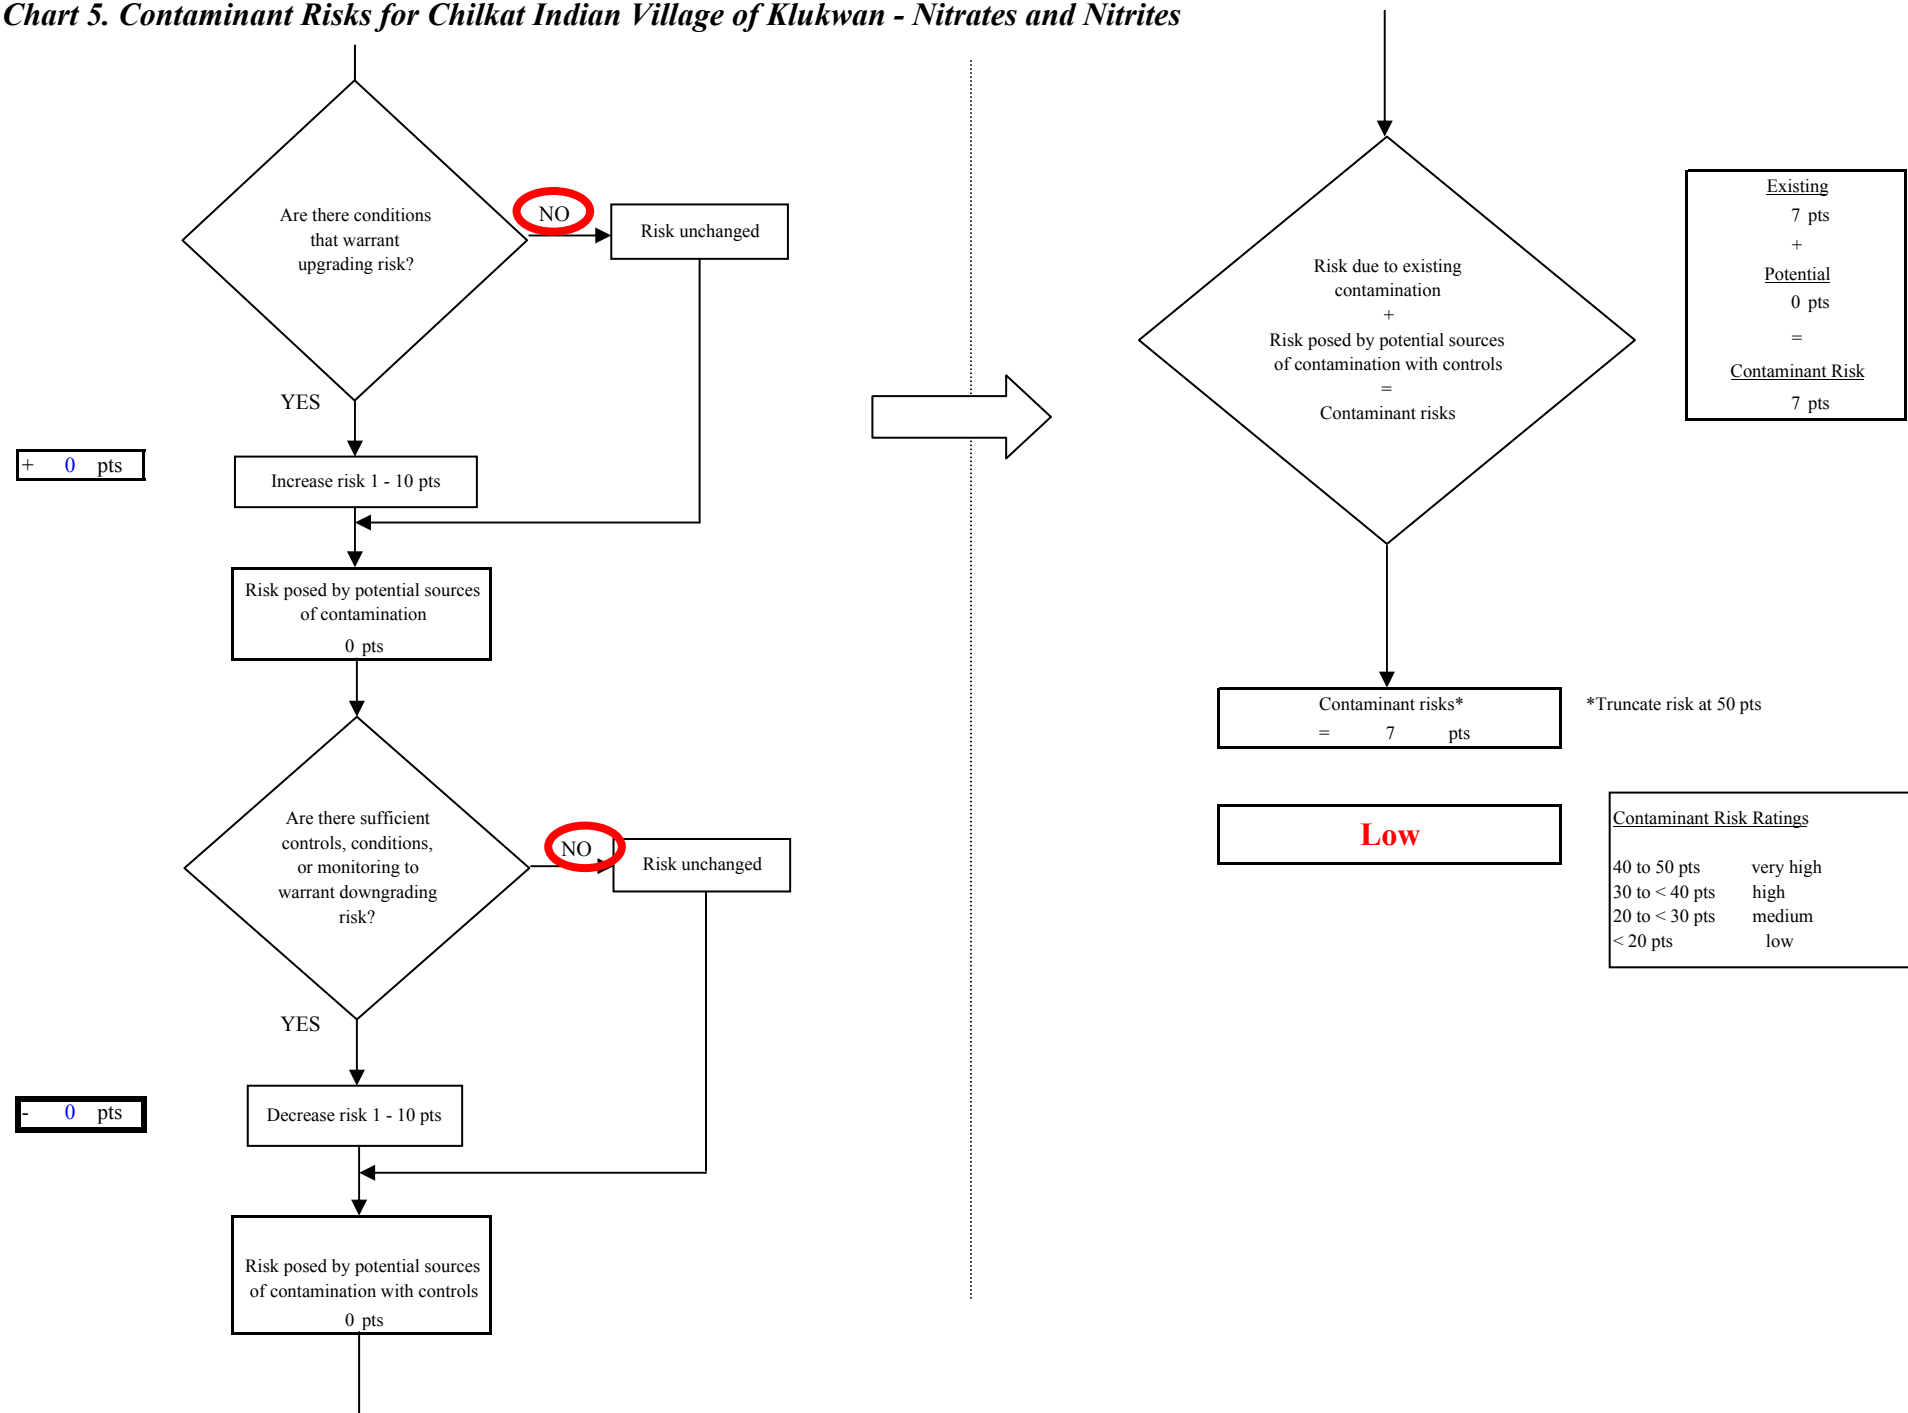 Chart 5. Contaminant Risks for Chilkat Indian Village of Klukwan - Nitrates and Nitrites
Are there conditions
that warrant
upgrading risk?
NO
Risk unchanged
YES
+ 0 pts
Increase risk 1 - 10 pts
Risk posed by potential sources
of contamination
0 pts
Are there sufficient
controls, conditions,
or monitoring to
warrant downgrading
risk?
NO
Risk unchanged
YES
- 0 pts
Decrease risk 1 - 10 pts
Risk posed by potential sources
of contamination with controls
0 pts
Risk due to existing
contamination
+
Risk posed by potential sources
of contamination with controls
=
Contaminant risks
Existing
7 pts
+
Potential
0 pts
=
Contaminant Risk
7 pts
Contaminant risks*
= 7 pts
*Truncate risk at 50 pts
Low
Contaminant Risk Ratings
40 to 50 pts very high
30 to < 40 pts high
20 to < 30 pts medium
< 20 pts low